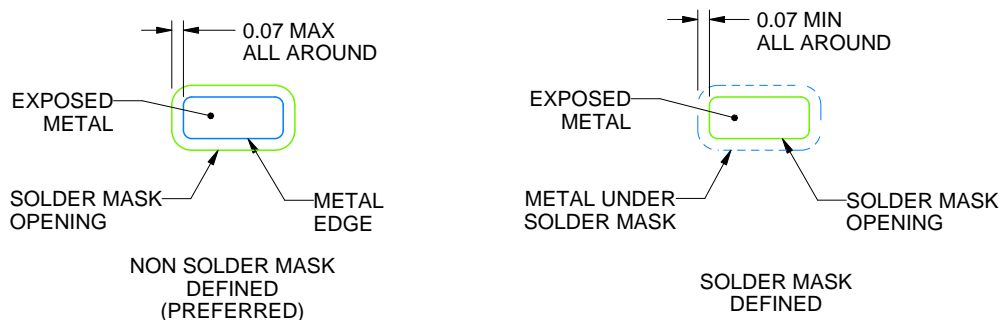 0.07 MAX
ALL AROUND
EXPOSED
METAL
SOLDER MASK
OPENING
METAL
EDGE
NON SOLDER MASK
DEFINED
(PREFERRED)
0.07 MIN
ALL AROUND
EXPOSED
METAL
METAL UNDER
SOLDER MASK
SOLDER MASK
OPENING
SOLDER MASK
DEFINED